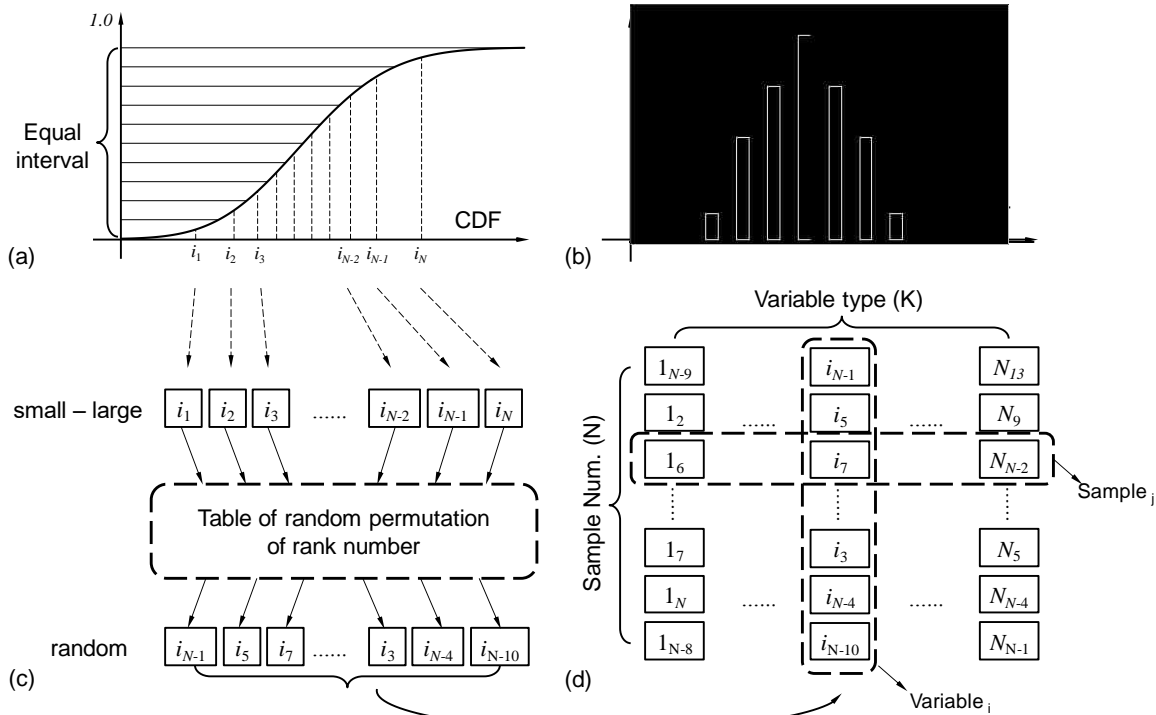 1.0
Equal
interval
CDF
i1 i2 i3 iN-2 iN-1 iN
(a)
(b)
small – large
i1 i2 i3 ...... iN-2 iN-1 iN
Table of random permutation
of rank number
random
iN-1 i5 i7 ...... i3 iN-4 iN-10
(c)
Variable type (K)
Sample Num. (N)
1N-9 iN-1 N13
12 ...... i5 ...... N9
16 i7 NN-2
Sample j
17 i3 N5
1N ...... iN-4 ...... NN-4
1N-8 iN-10 NN-1
(d)
Variable i